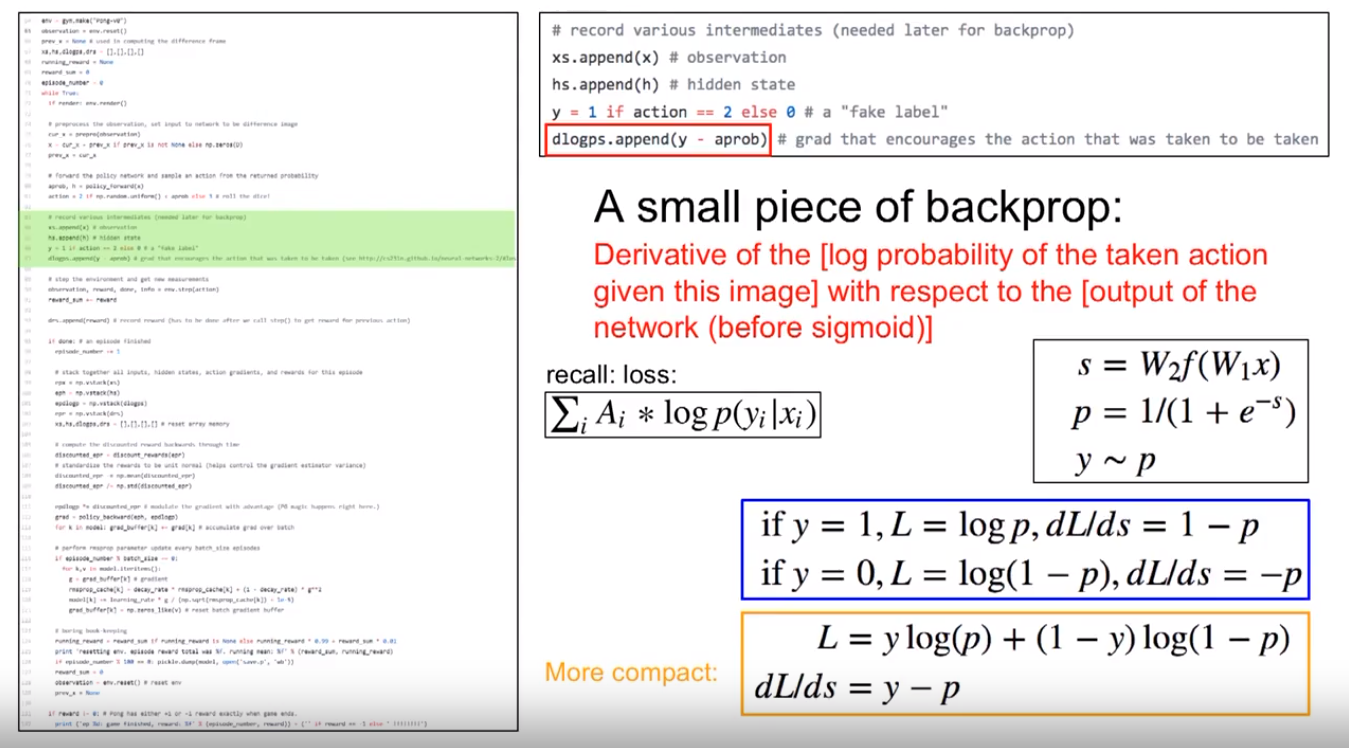 env = gym.make("Pong-v0")
observation = env.reset()
prev_x = None # used in computing the difference frame
xs,hs,dlogps,drs = [],[],[],[]
running_reward = None
reward_sum = 0
episode_number = 0
while True:
if render: env.render()
# preprocess the observation, set input to network to be difference image
cur_x = prepro(observation)
x = cur_x - prev_x if prev_x is not None else np.zeros(D)
prev_x = cur_x
# forward the policy network and sample an action from the returned probability
aprob, h = policy_forward(x)
action = 2 if np.random.uniform() < aprob else 3 # roll the dice!
# record various intermediates (needed later for backprop)
xs.append(x) # observation
hs.append(h) # hidden state
y = 1 if action == 2 else 0 # a "fake label"
dlogps.append(y - aprob) # grad that encourages the action that was taken to be taken
# step the environment and get new measurements
observation, reward, done, info = env.step(action)
reward_sum += reward
drs.append(reward) # record reward (has to be done after we call step() to get reward for previous action)
if done: # an episode finished
episode_number += 1
# stack together all inputs, hidden states, action gradients, and rewards for this episode
epx = np.vstack(xs)
eph = np.vstack(hs)
epdlogp = np.vstack(dlogps)
epr = np.vstack(drs)
xs,hs,dlogps,drs = [],[],[],[] # reset array memory
# compute the discounted reward backwards through time
discounted_epr = discount_rewards(epr)
# standardize the rewards to be unit normal (helps control the gradient estimator variance)
discounted_epr -= np.mean(discounted_epr)
discounted_epr /= np.std(discounted_epr)
epdlogp *= discounted_epr # modulate the gradient with advantage (PG magic happens right here.)
grad = policy_backward(eph, epdlogp)
for k in model: grad_buffer[k] += grad[k] # accumulate grad over batch
# perform rmsprop parameter update every batch_size episodes
if episode_number % batch_size == 0:
for k,v in model.iteritems():
g = grad_buffer[k] # gradient
rmsprop_cache[k] = decay_rate * rmsprop_cache[k] + (1 - decay_rate) * g**2
model[k] += learning_rate * g / (np.sqrt(rmsprop_cache[k]) + 1e-5)
grad_buffer[k] = np.zeros_like(v) # reset batch gradient buffer
# boring book-keeping
running_reward = reward_sum if running_reward is None else running_reward * 0.99 + reward_sum * 0.01
print 'resetting env. episode reward total was %f. running mean: %f' % (reward_sum, running_reward)
if episode_number % 100 == 0: pickle.dump(model, open('save.p', 'wb'))
reward_sum = 0
observation = env.reset() # reset env
prev_x = None
if reward != 0: # Pong has either +1 or -1 reward exactly when game ends.
# record various intermediates (needed later for backprop)
xs.append(x) # observation
hs.append(h) # hidden state
y = 1 if action == 2 else 0 # a "fake label"
dlogps.append(y - aprob) # grad that encourages the action that was taken to be taken
A small piece of backprop:
Derivative of the [log probability of the taken action
given this image] with respect to the [output of the
network (before sigmoid)]
recall: loss:
∑ᵢ Aᵢ ∗ log p(yᵢ|xᵢ)
s = W₂f(W₁x)
p = 1/(1 + e⁻ˢ)
y ~ p
if y = 1, L = log p, dL/ds = 1 − p
if y = 0, L = log(1 − p), dL/ds = −p
More compact:
L = y log(p) + (1 − y) log(1 − p)
dL/ds = y − p